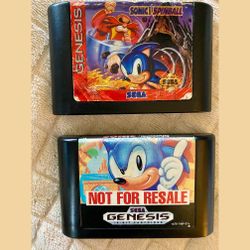 GENESIS
SONIC SPINBALL
SEGA
SEGA
NOT FOR RESALE
SEGA
GENESIS